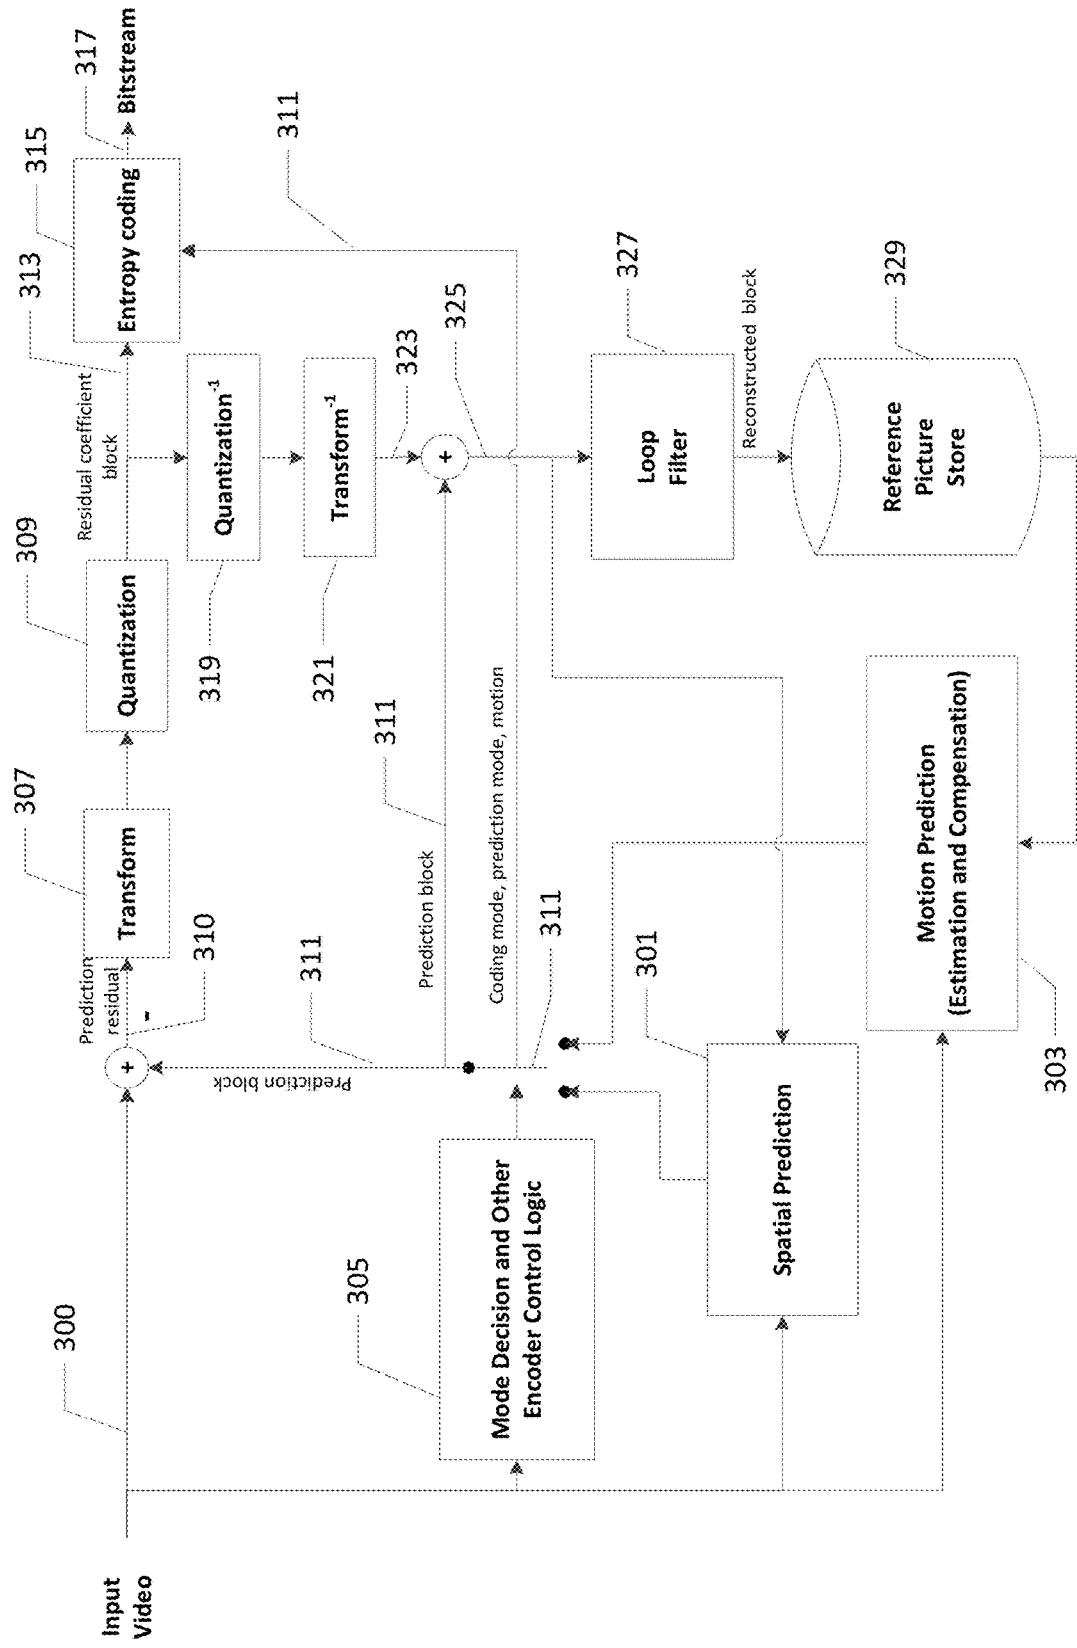 Input
Video
300
+
Prediction
residual
-
310
Transform
307
Quantization
309
Residual coefficient
block
313
Entropy coding
315
317
Bitstream
Prediction block
311
Quantization-1
319
Transform-1
321
323
+
325
311
Prediction block
311
Coding mode, prediction mode, motion
311
305
Mode Decision and Other
Encoder Control Logic
301
Spatial Prediction
Loop
Filter
327
Reconstructed block
Reference
Picture
Store
329
Motion Prediction
(Estimation and Compensation)
303